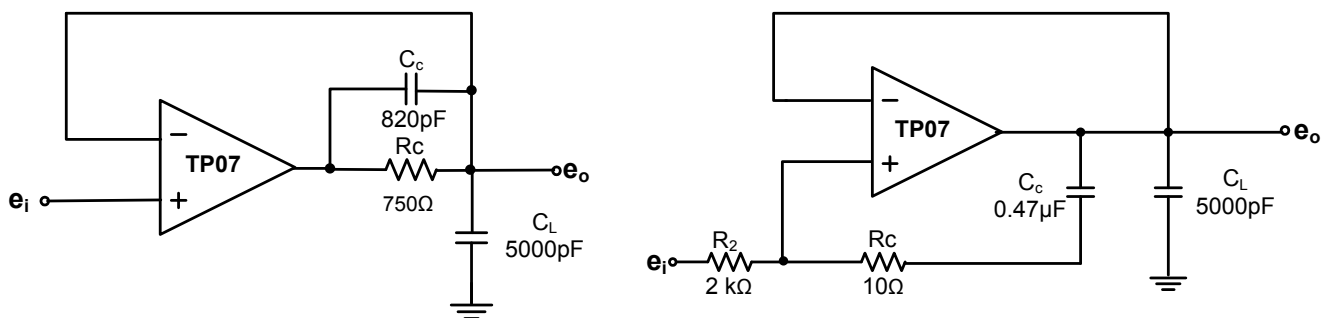 Cc
820pF
TP07
−
+
Rc
750Ω
ei
eo
CL
5000pF
−
TP07
+
eo
Cc
0.47µF
CL
5000pF
R2
2 kΩ
Rc
10Ω
ei